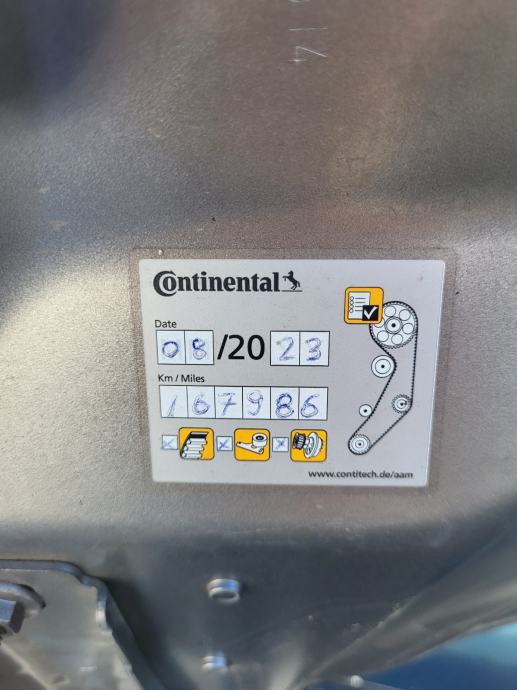 Continental
Date
08/2023
Km / Miles
167986
www.contitech.de/aam